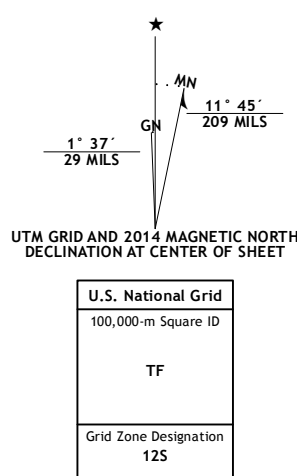 ★
MN
GN
1° 37´
29 MILS
11° 45´
209 MILS
UTM GRID AND 2014 MAGNETIC NORTH
DECLINATION AT CENTER OF SHEET
U.S. National Grid
100,000-m Square ID
TF
Grid Zone Designation
12S